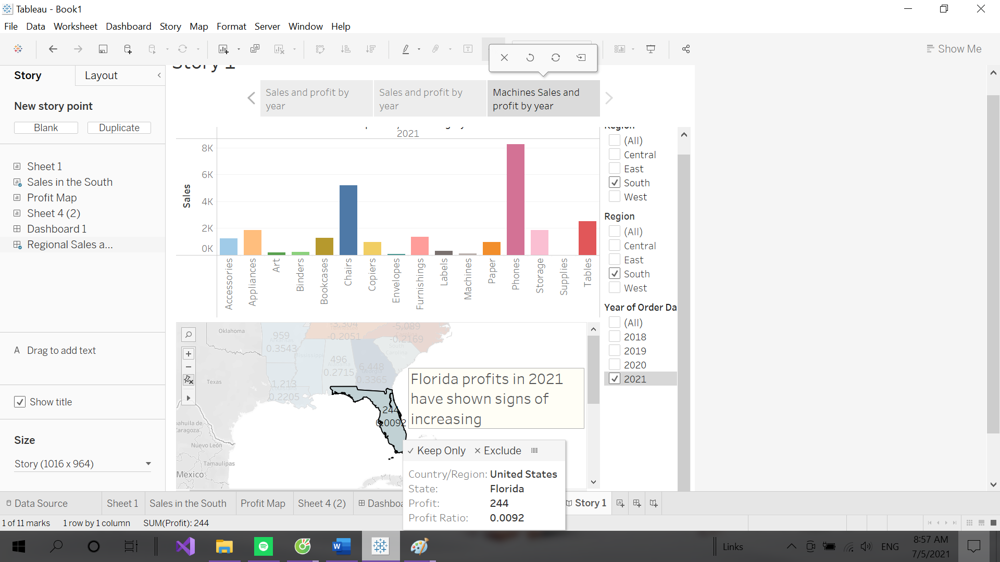 Tableau - Book1
File Data Worksheet Dashboard Story Map Format Server Window Help
Show Me
Story Layout
Story 1
New story point
Blank Duplicate
Sheet 1
Sales in the South
Profit Map
Sheet 4 (2)
Dashboard 1
Regional Sales a...
A Drag to add text
Show title
Size
Story (1016 x 964)
Sales and profit by
year
Sales and profit by
year
Machines Sales and
profit by year
2021
Sales
8K
6K
4K
2K
0K
Accessories
Appliances
Art
Binders
Bookcases
Chairs
Copiers
Envelopes
Furnishings
Labels
Machines
Paper
Phones
Storage
Supplies
Tables
Region
(All)
Central
East
South
West
Region
(All)
Central
East
South
West
Year of Order Da
(All)
2018
2019
2020
2021
Oklahoma
Texas
Nuevo León
Tamaulipas
Mexico
959
0.3543
-3,304
-0.2051
-5,089
-0.2169
South
Carolina
Mississippi
496
Alabama
0.2715
6,448
Georgia
0.3365
1,213
Louisiana
0.2205
244
0.0092
Florida profits in 2021
have shown signs of
increasing
Keep Only Exclude
Country/Region: United States
State: Florida
Profit: 244
Profit Ratio: 0.0092
Data Source Sheet 1 Sales in the South Profit Map Sheet 4 (2) Dashboa Story 1
1 of 11 marks 1 row by 1 column SUM(Profit): 244
Links ENG
8:57 AM
7/5/2021